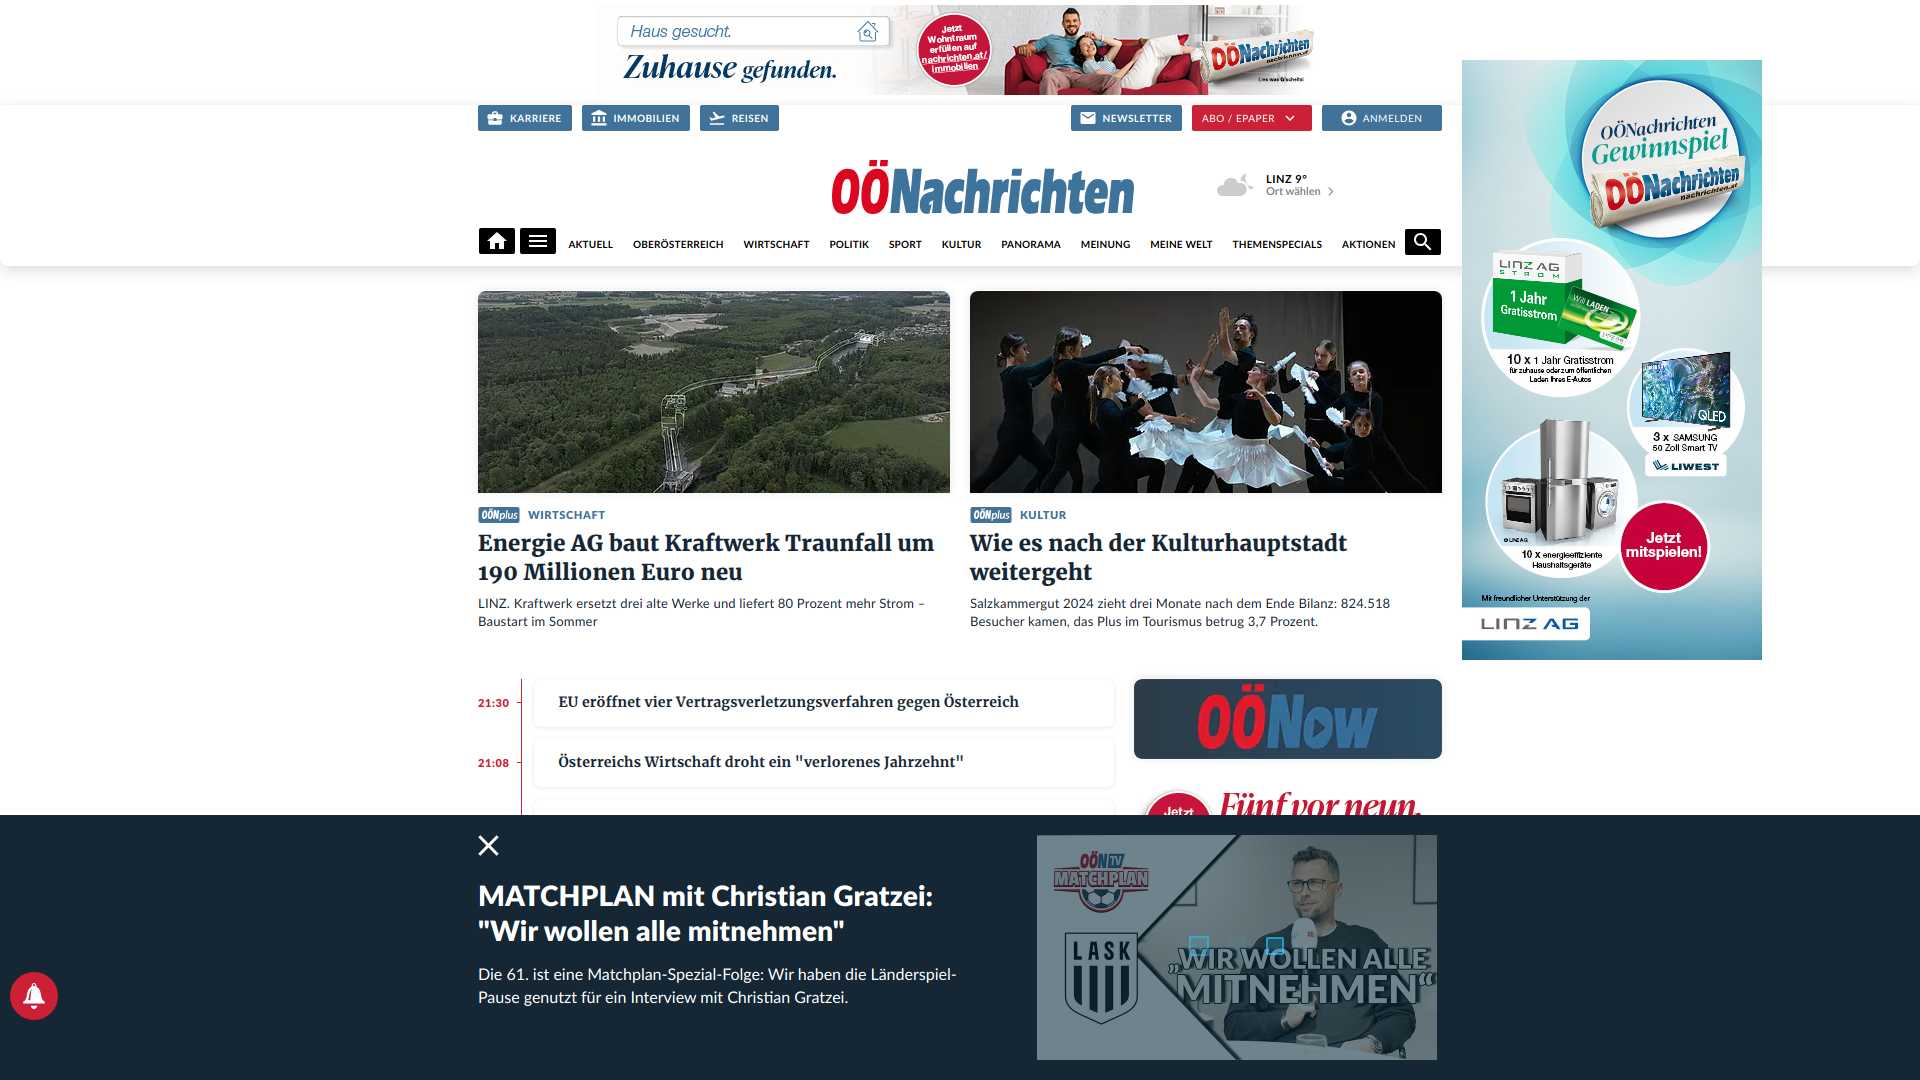 Haus gesucht.
Zuhause gefunden.
Jetzt
Wohntraum
erfüllen auf
nachrichten.at/
immobilien
OÖNachrichten
nachrichten.at
Lies was G'scheits!
KARRIERE
IMMOBILIEN
REISEN
NEWSLETTER
ABO / EPAPER
ANMELDEN
OÖNachrichten
LINZ 9°
Ort wählen
AKTUELL
OBERÖSTERREICH
WIRTSCHAFT
POLITIK
SPORT
KULTUR
PANORAMA
MEINUNG
MEINE WELT
THEMENSPECIALS
AKTIONEN
OÖNplus WIRTSCHAFT
Energie AG baut Kraftwerk Traunfall um
190 Millionen Euro neu
LINZ. Kraftwerk ersetzt drei alte Werke und liefert 80 Prozent mehr Strom –
Baustart im Sommer
OÖNplus KULTUR
Wie es nach der Kulturhauptstadt
weitergeht
Salzkammergut 2024 zieht drei Monate nach dem Ende Bilanz: 824.518
Besucher kamen, das Plus im Tourismus betrug 3,7 Prozent.
OÖNachrichten
Gewinnspiel
OÖNachrichten
nachrichten.at
LINZ AG
STROM
1 Jahr
Gratisstrom
Will LADEN
10 x 1 Jahr Gratisstrom
für zuhause oder zum öffentlichen
Laden Ihres E-Autos
SAMSUNG
QLED
3 x SAMSUNG
50 Zoll Smart TV
LIWEST
© LINZ AG
10 x energieeffiziente
Haushaltsgeräte
Jetzt
mitspielen!
Mit freundlicher Unterstützung der
LINZ AG
21:30
EU eröffnet vier Vertragsverletzungsverfahren gegen Österreich
21:08
Österreichs Wirtschaft droht ein "verlorenes Jahrzehnt"
OÖNow
Jetzt
Fünf vor neun.
MATCHPLAN mit Christian Gratzei:
"Wir wollen alle mitnehmen"
Die 61. ist eine Matchplan-Spezial-Folge: Wir haben die Länderspiel-
Pause genutzt für ein Interview mit Christian Gratzei.
OÖN TV
MATCHPLAN
LASK
„WIR WOLLEN ALLE
MITNEHMEN“